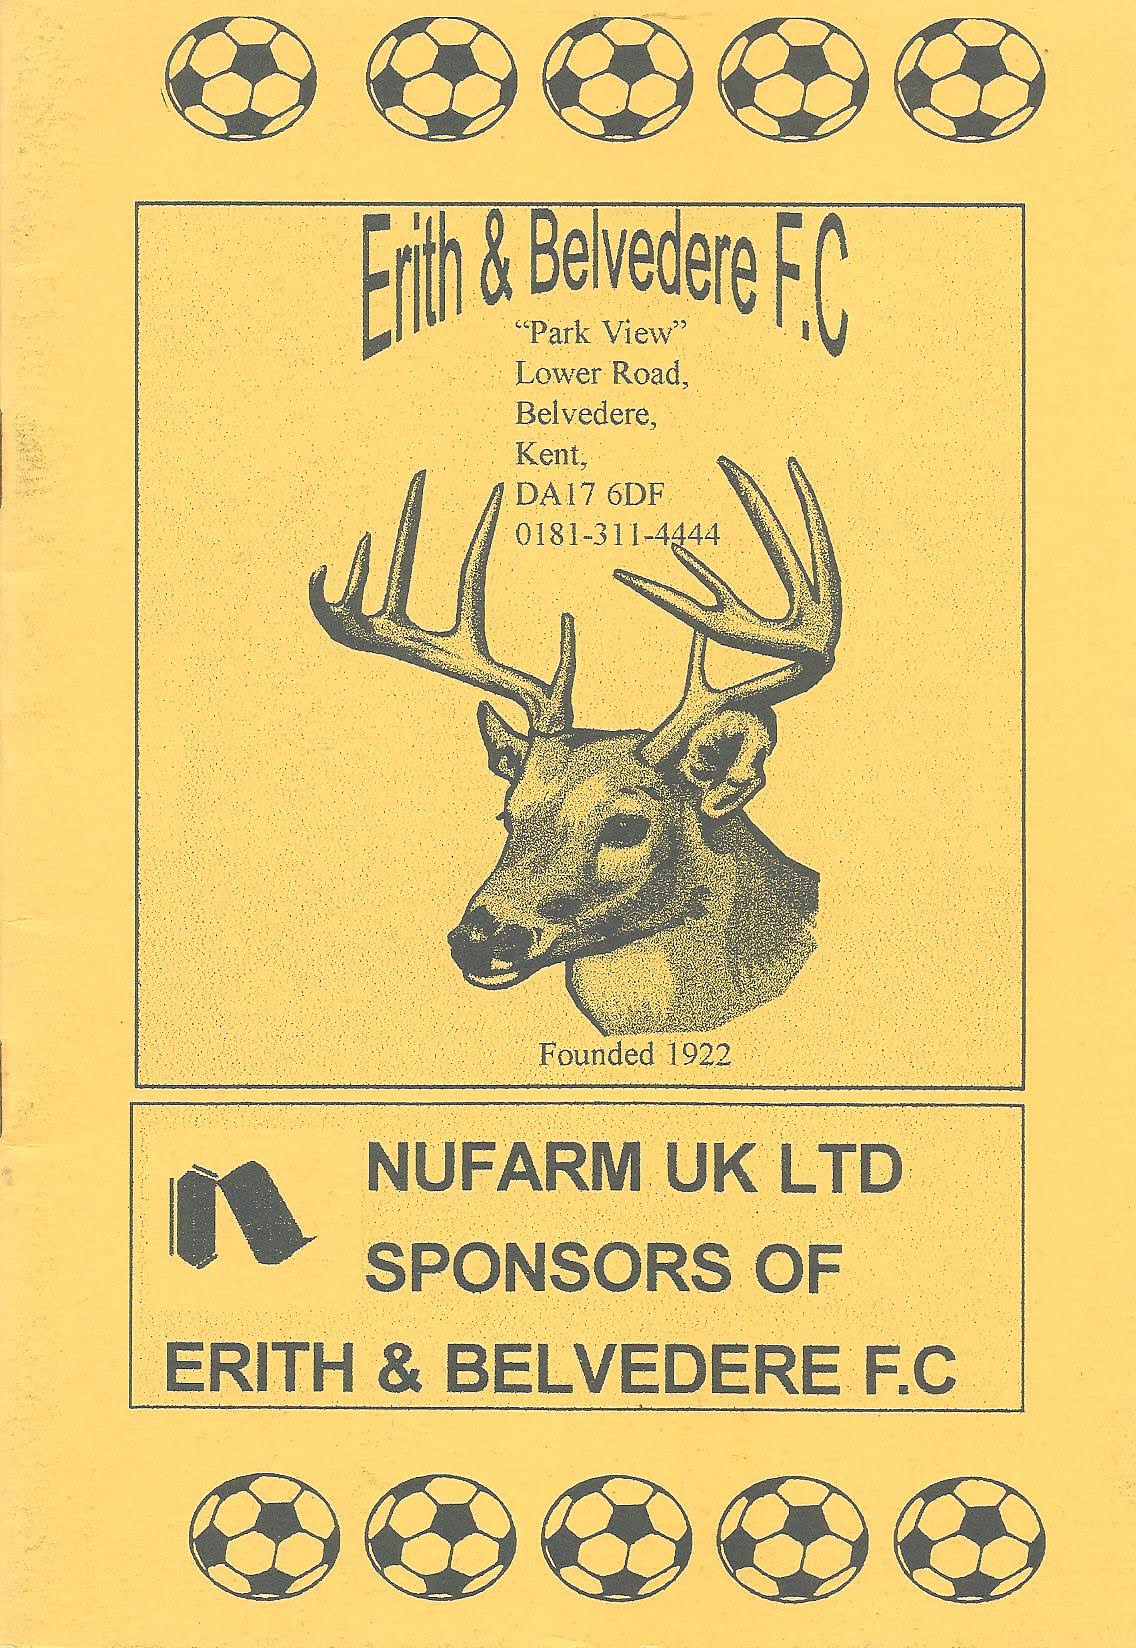 Erith & Belvedere F.C
“Park View”
Lower Road,
Belvedere,
Kent,
DA17 6DF
0181-311-4444
Founded 1922
NUFARM UK LTD
SPONSORS OF
ERITH & BELVEDERE F.C